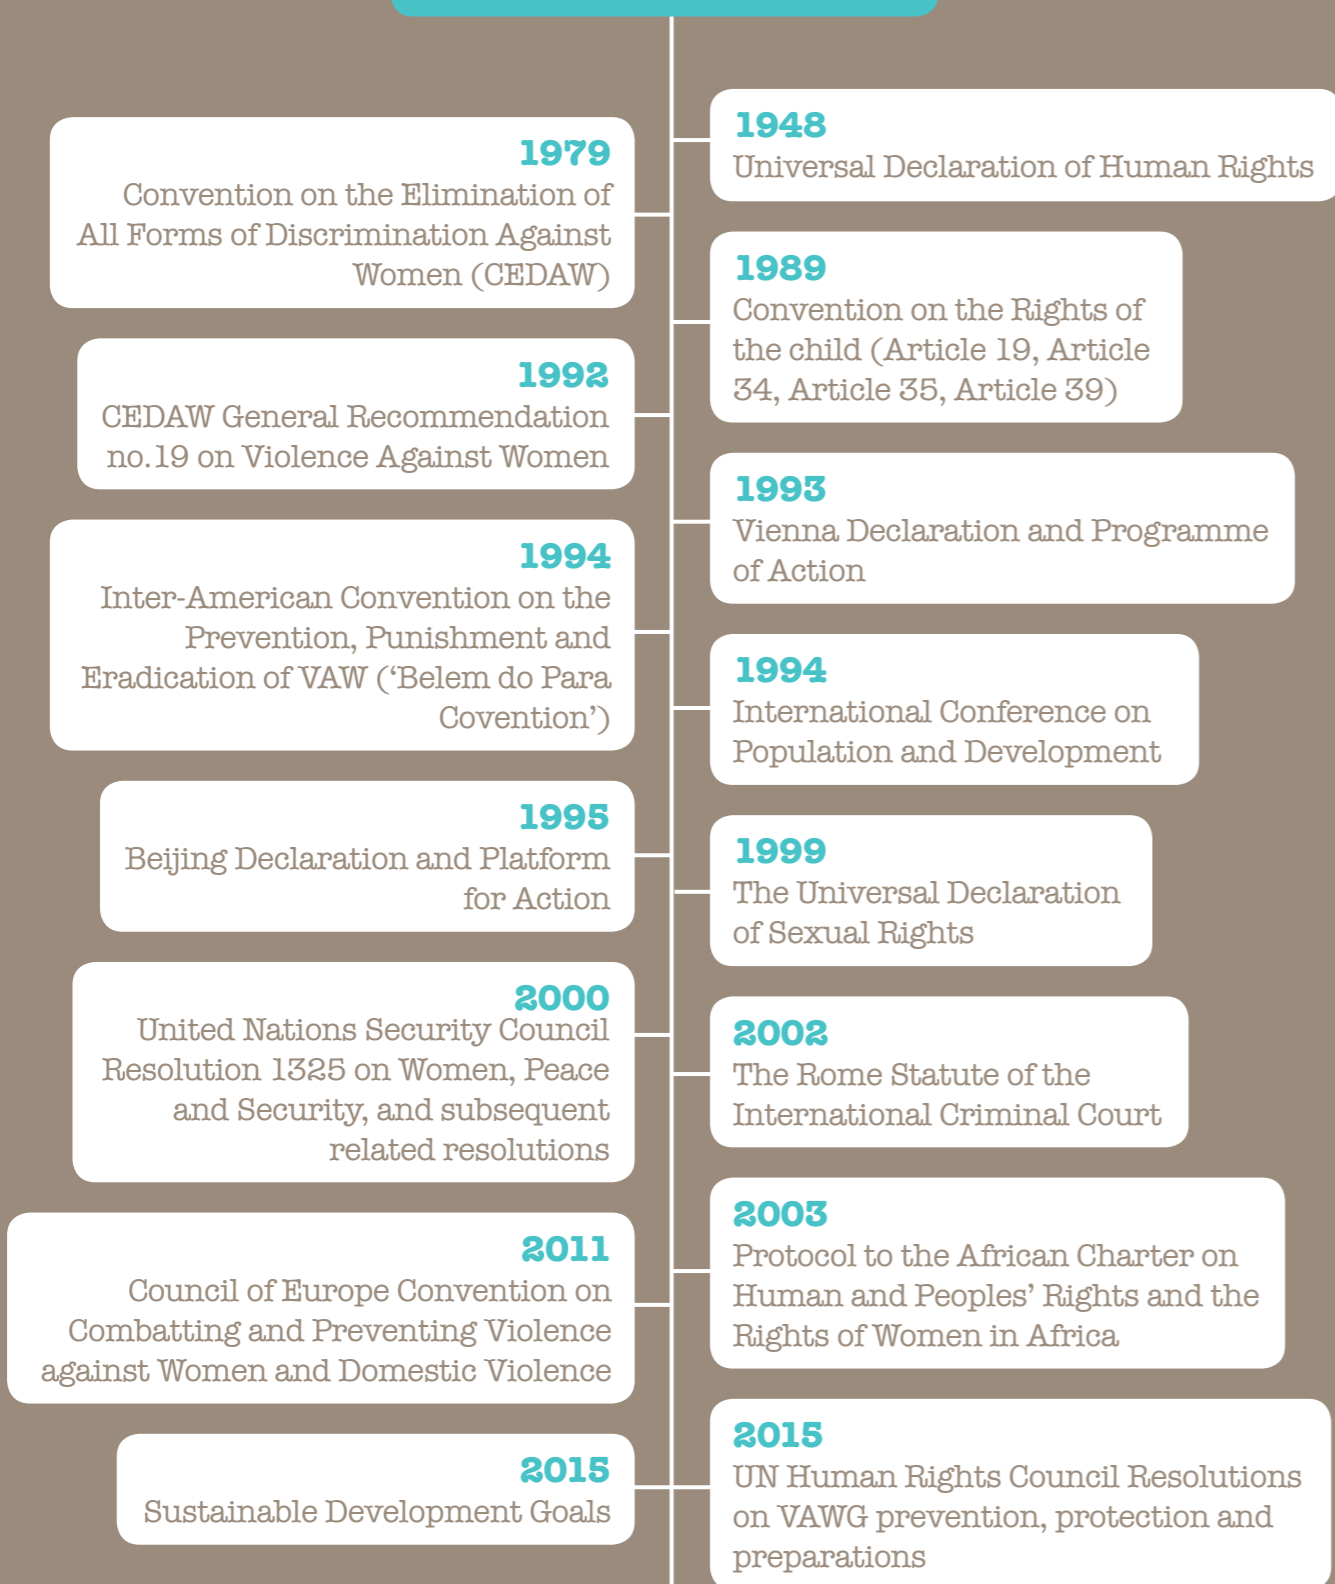 1948
Universal Declaration of Human Rights
1979
Convention on the Elimination of
All Forms of Discrimination Against
Women (CEDAW)
1989
Convention on the Rights of
the child (Article 19, Article
34, Article 35, Article 39)
1992
CEDAW General Recommendation
no.19 on Violence Against Women
1993
Vienna Declaration and Programme
of Action
1994
Inter-American Convention on the
Prevention, Punishment and
Eradication of VAW (‘Belem do Para
Covention’)
1994
International Conference on
Population and Development
1995
Beijing Declaration and Platform
for Action
1999
The Universal Declaration
of Sexual Rights
2000
United Nations Security Council
Resolution 1325 on Women, Peace
and Security, and subsequent
related resolutions
2002
The Rome Statute of the
International Criminal Court
2003
Protocol to the African Charter on
Human and Peoples’ Rights and the
Rights of Women in Africa
2011
Council of Europe Convention on
Combatting and Preventing Violence
against Women and Domestic Violence
2015
UN Human Rights Council Resolutions
on VAWG prevention, protection and
preparations
2015
Sustainable Development Goals